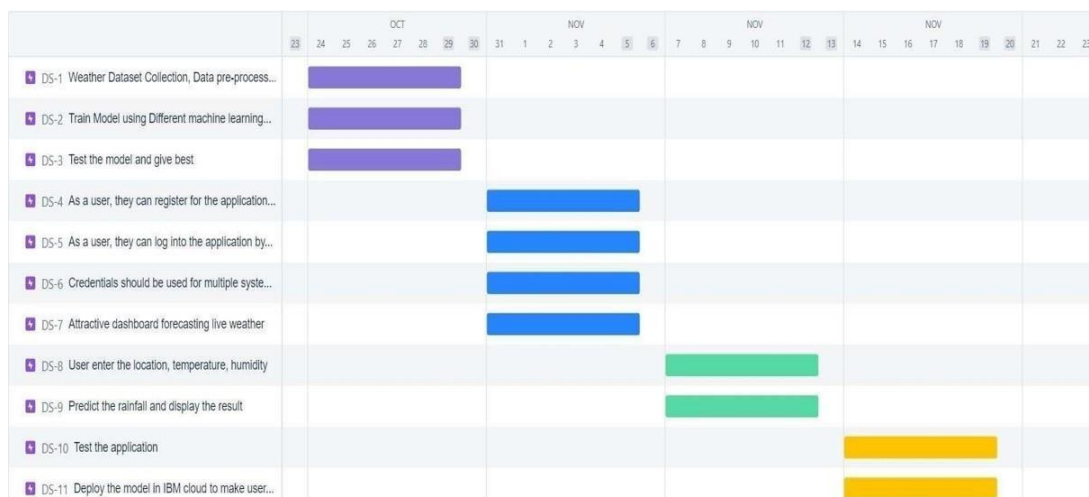 OCT NOV NOV NOV
23 24 25 26 27 28 29 30 31 1 2 3 4 5 6 7 8 9 10 11 12 13 14 15 16 17 18 19 20 21 22 23
DS-1 Weather Dataset Collection, Data pre-process...
DS-2 Train Model using Different machine learning...
DS-3 Test the model and give best
DS-4 As a user, they can register for the application...
DS-5 As a user, they can log into the application by...
DS-6 Credentials should be used for multiple syste...
DS-7 Attractive dashboard forecasting live weather
DS-8 User enter the location, temperature, humidity
DS-9 Predict the rainfall and display the result
DS-10 Test the application
DS-11 Deploy the model in IBM cloud to make user...